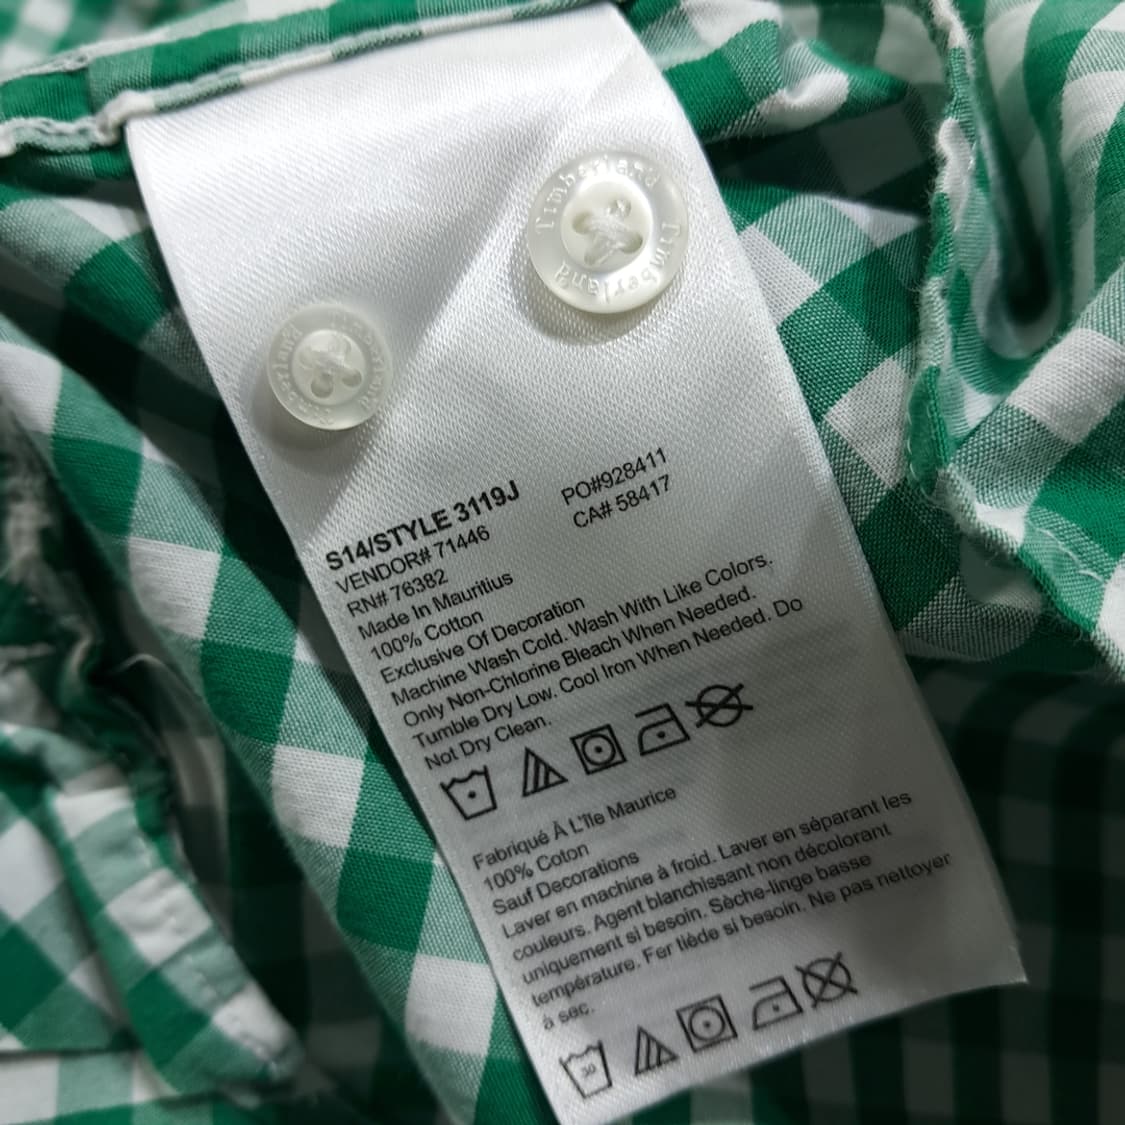 Timberland
Timberland
S14/STYLE 3119J
PO#928411
VENDOR# 71446
CA# 58417
RN# 76382
Made In Mauritius
100% Cotton
Exclusive Of Decoration
Machine Wash Cold. Wash With Like Colors.
Only Non-Chlorine Bleach When Needed.
Tumble Dry Low. Cool Iron When Needed. Do
Not Dry Clean.
Fabriqué À L'Île Maurice
100% Coton
Sauf Decorations
Laver en machine à froid. Laver en séparant les
couleurs. Agent blanchissant non décolorant
uniquement si besoin. Sèche-linge basse
température. Fer tiède si besoin. Ne pas nettoyer
à sec.
30